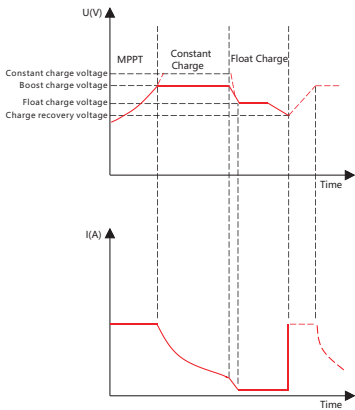 U(V)
MPPT
Constant
Charge
Float Charge
Constant charge voltage
Boost charge voltage
Float charge voltage
Charge recovery voltage
Time
I(A)
Time